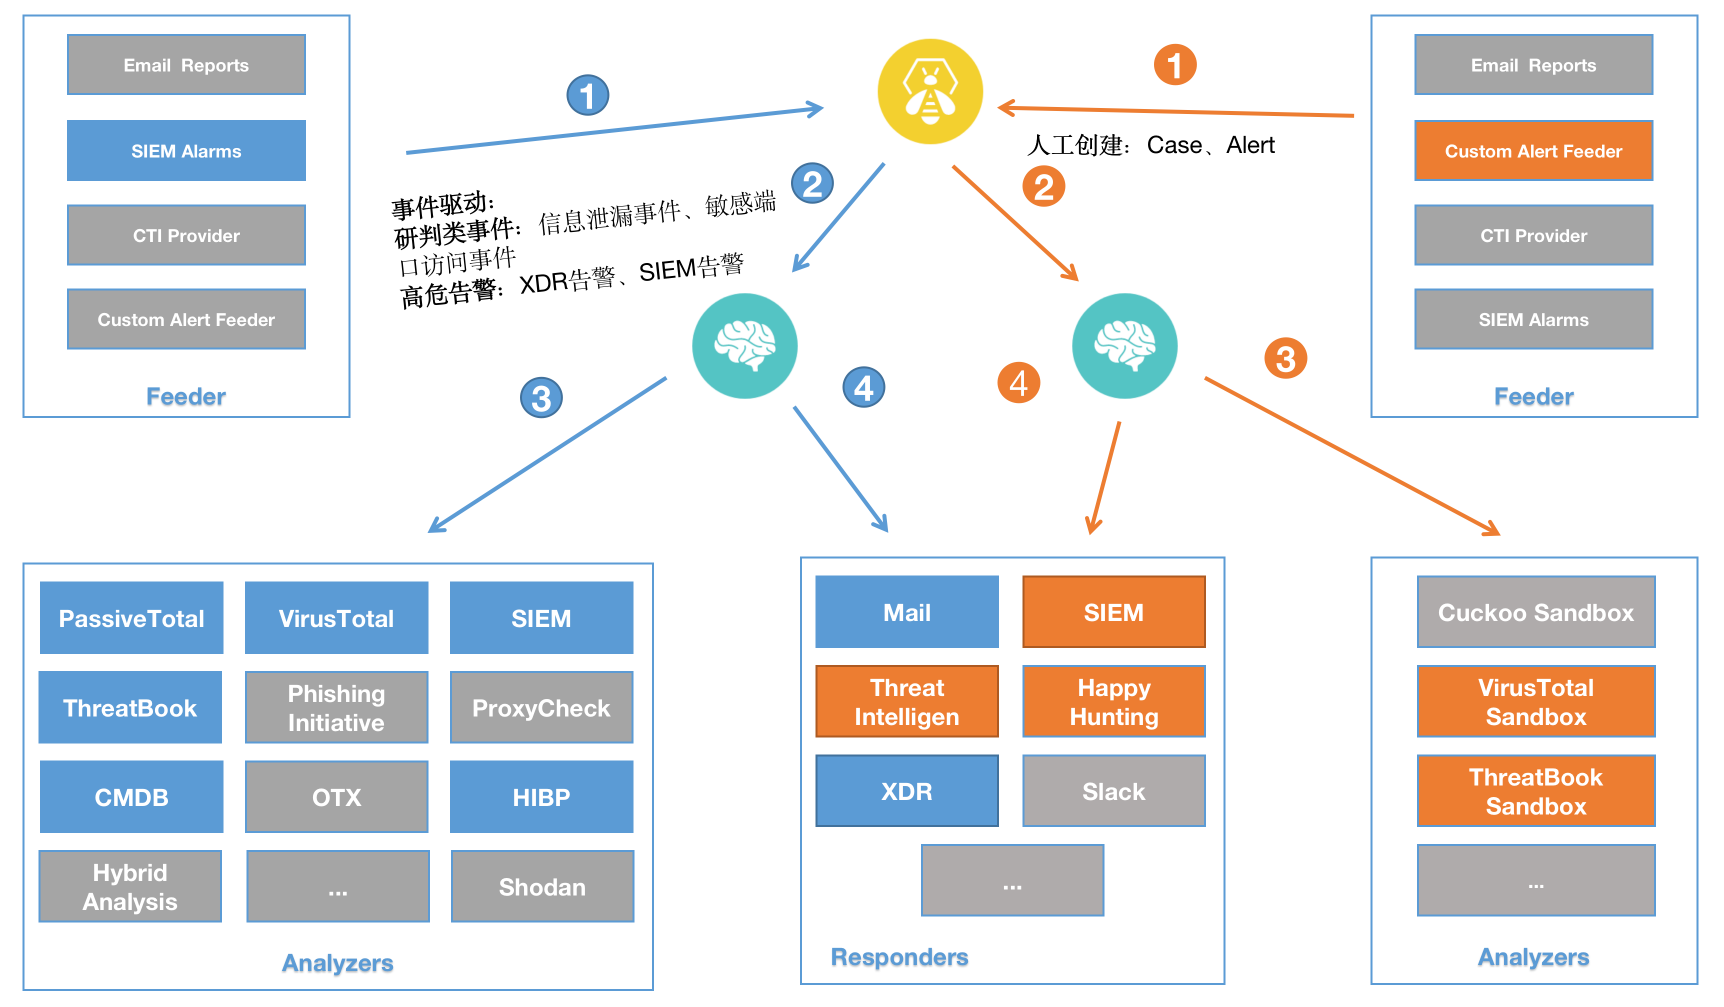 Email Reports
SIEM Alarms
CTI Provider
Custom Alert Feeder
Feeder
1
事件驱动：
研判类事件：信息泄漏事件、敏感端
口访问事件
高危告警：XDR告警、SIEM告警
2
3
4
1
人工创建：Case、Alert
2
4
3
Email Reports
Custom Alert Feeder
CTI Provider
SIEM Alarms
Feeder
PassiveTotal
VirusTotal
SIEM
ThreatBook
Phishing
Initiative
ProxyCheck
CMDB
OTX
HIBP
Hybrid
Analysis
...
Shodan
Analyzers
Mail
SIEM
Threat
Intelligen
Happy
Hunting
XDR
Slack
...
Responders
Cuckoo Sandbox
VirusTotal
Sandbox
ThreatBook
Sandbox
...
Analyzers